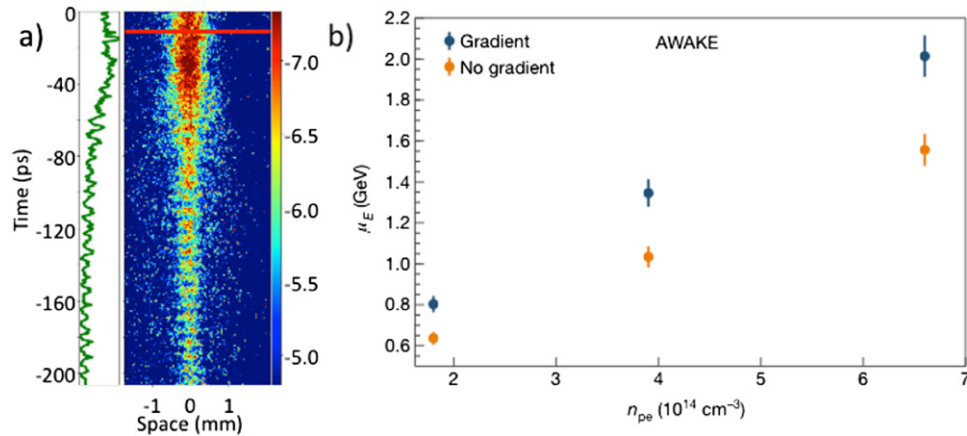 a)
0
-40
-80
-120
-160
-200
Time (ps)
-1 0 1
Space (mm)
7.0
6.5
6.0
5.5
5.0
b)
Gradient
No gradient
AWAKE
2.2
2.0
1.8
1.6
1.4
1.2
1.0
0.8
0.6
μE (GeV)
2 3 4 5 6 7
npe (10¹⁴ cm⁻³)